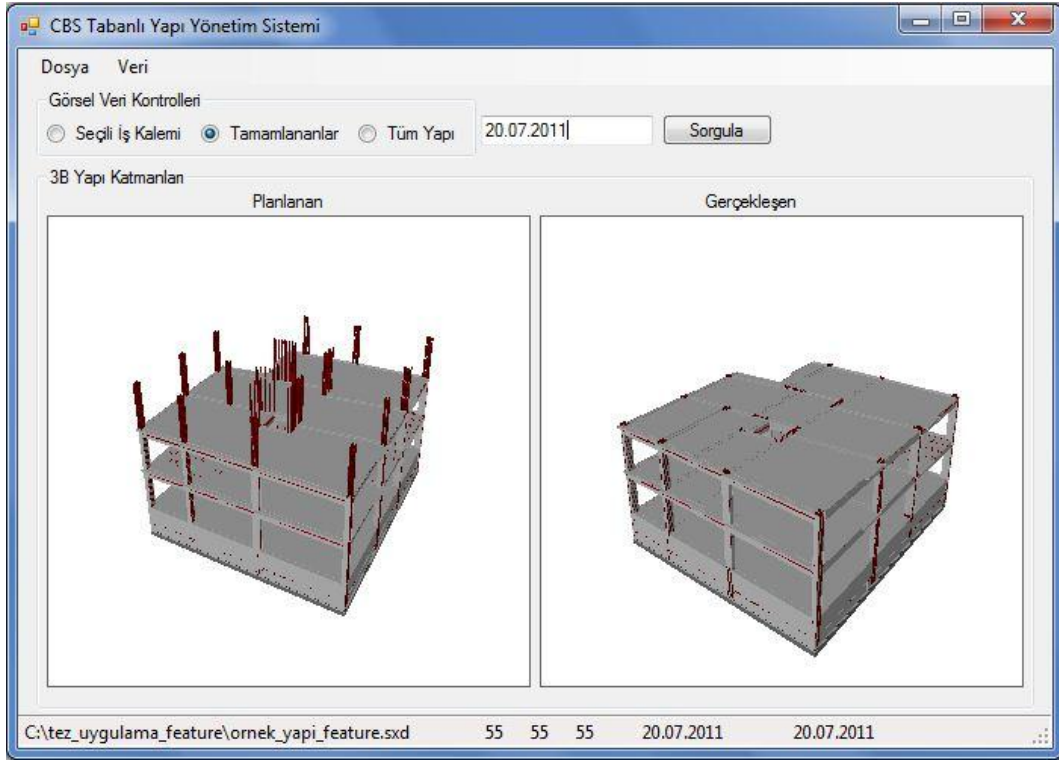 CBS Tabanlı Yapı Yönetim Sistemi
Dosya Veri
Görsel Veri Kontrolleri
Seçili İş Kalemi Tamamlananlar Tüm Yapı 20.07.2011 Sorgula
3B Yapı Katmanları
Planlanan Gerçekleşen
C:\tez_uygulama_feature\ornek_yapi_feature.sxd 55 55 55 20.07.2011 20.07.2011